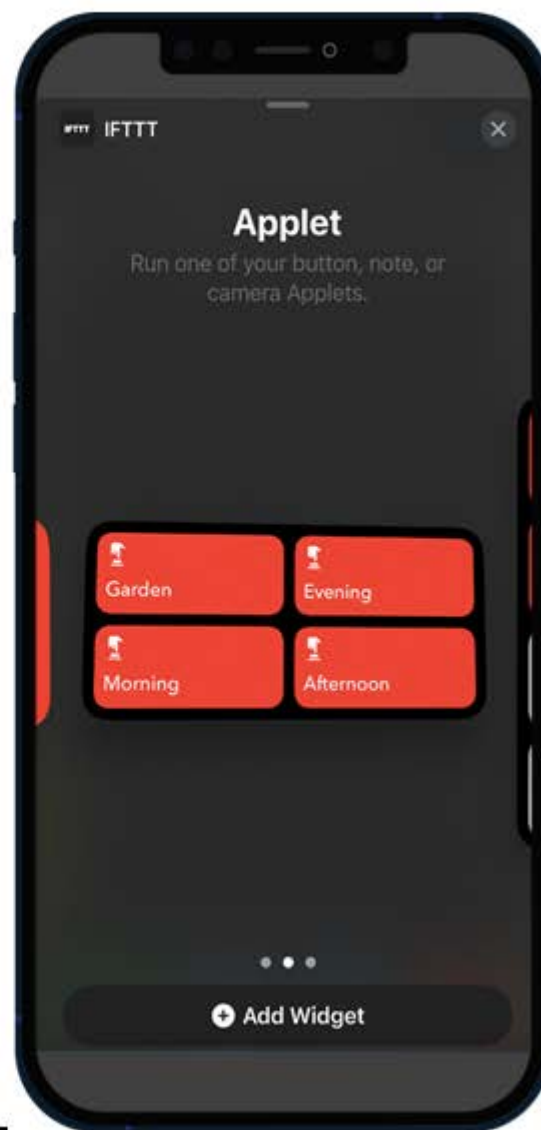 IFTTT IFTTT
Applet
Run one of your button, note, or
camera Applets.
Garden
Evening
Morning
Afternoon
Add Widget